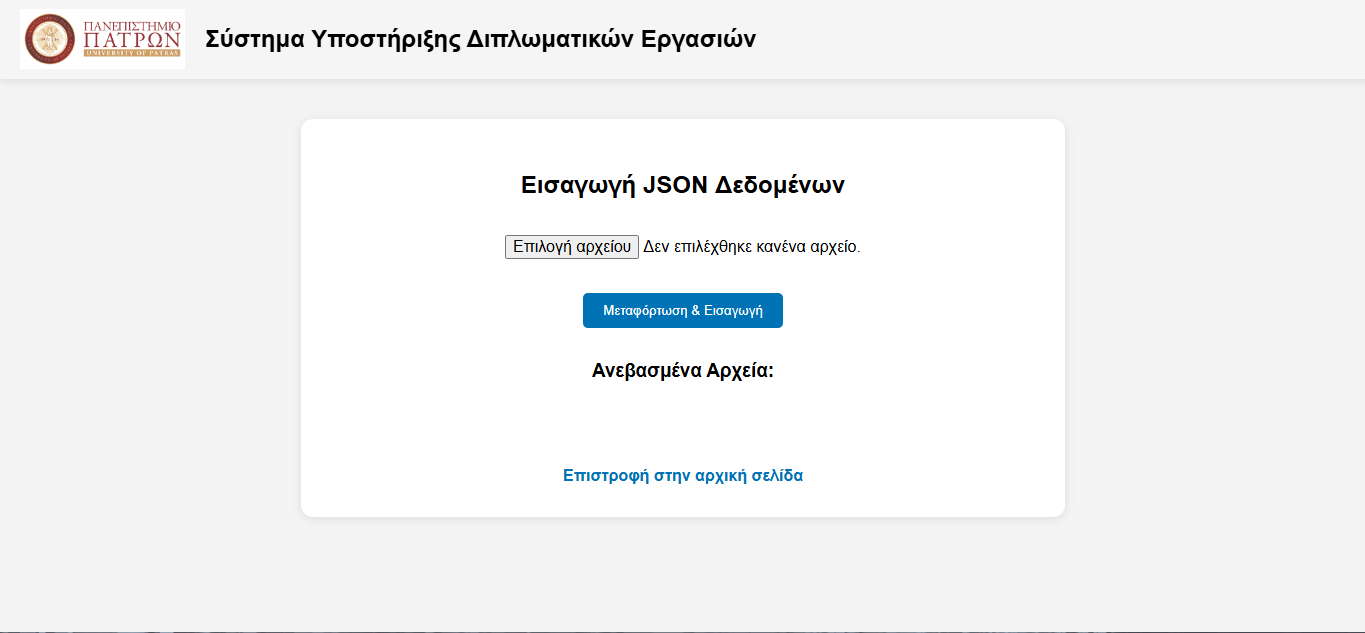 ΠΑΝΕΠΙΣΤΗΜΙΟ
ΠΑΤΡΩΝ
UNIVERSITY OF PATRAS
Σύστημα Υποστήριξης Διπλωματικών Εργασιών
Εισαγωγή JSON Δεδομένων
Επιλογή αρχείου Δεν επιλέχθηκε κανένα αρχείο.
Μεταφόρτωση & Εισαγωγή
Ανεβασμένα Αρχεία:
Επιστροφή στην αρχική σελίδα